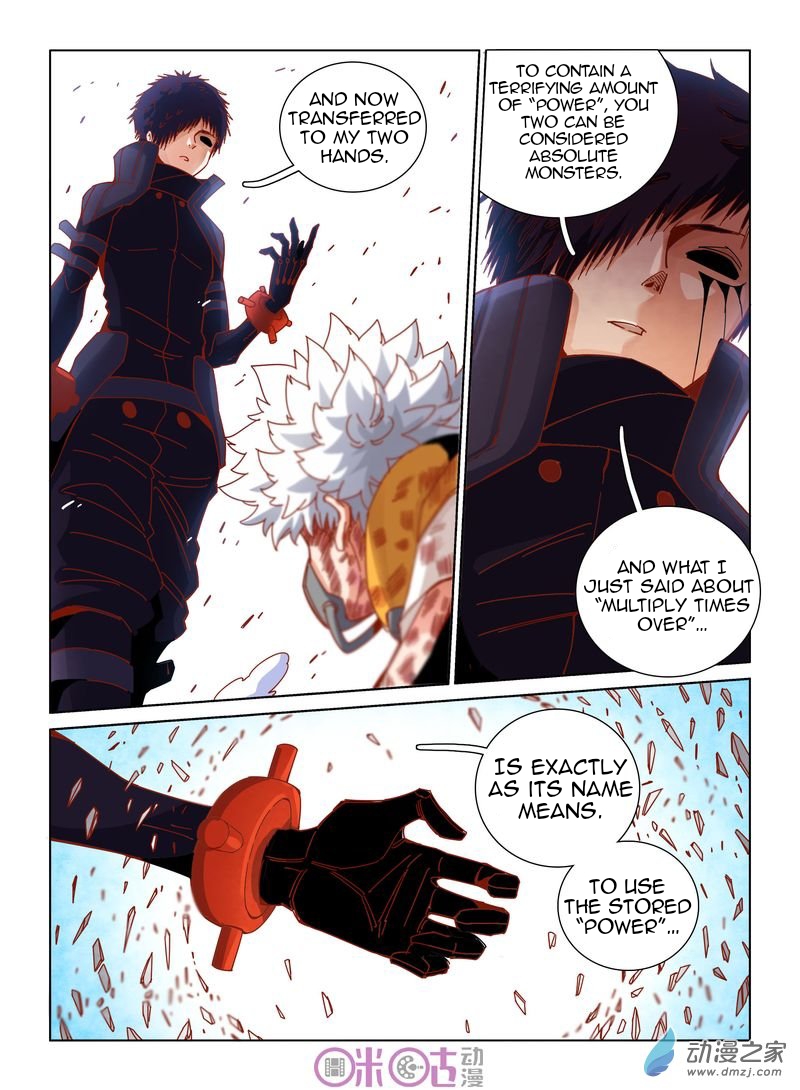 AND NOW
TRANSFERRED
TO MY TWO
HANDS.
TO CONTAIN A
TERRIFYING AMOUNT
OF "POWER", YOU
TWO CAN BE
CONSIDERED
ABSOLUTE
MONSTERS.
AND WHAT I
JUST SAID ABOUT
"MULTIPLY TIMES
OVER"...
IS EXACTLY
AS ITS NAME
MEANS.
TO USE
THE STORED
"POWER"...
咪咕动漫
动漫之家
www.dmzj.com